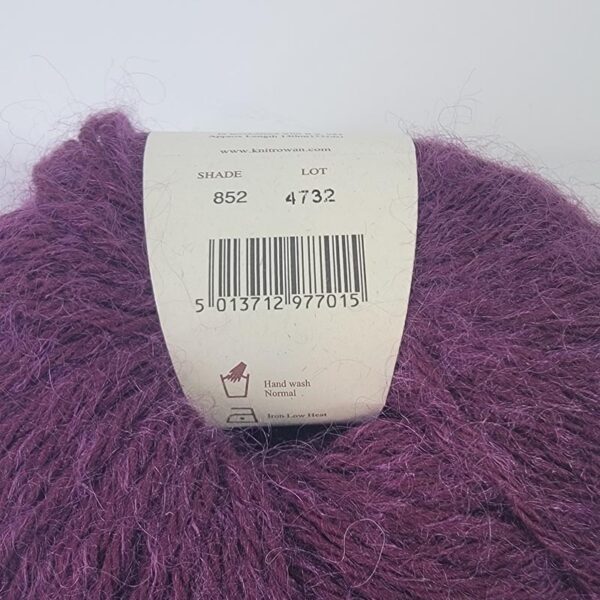 www.knitrowan.com
SHADE LOT
852 4732
5 013712 977015
Hand wash
Normal
Iron Low Heat